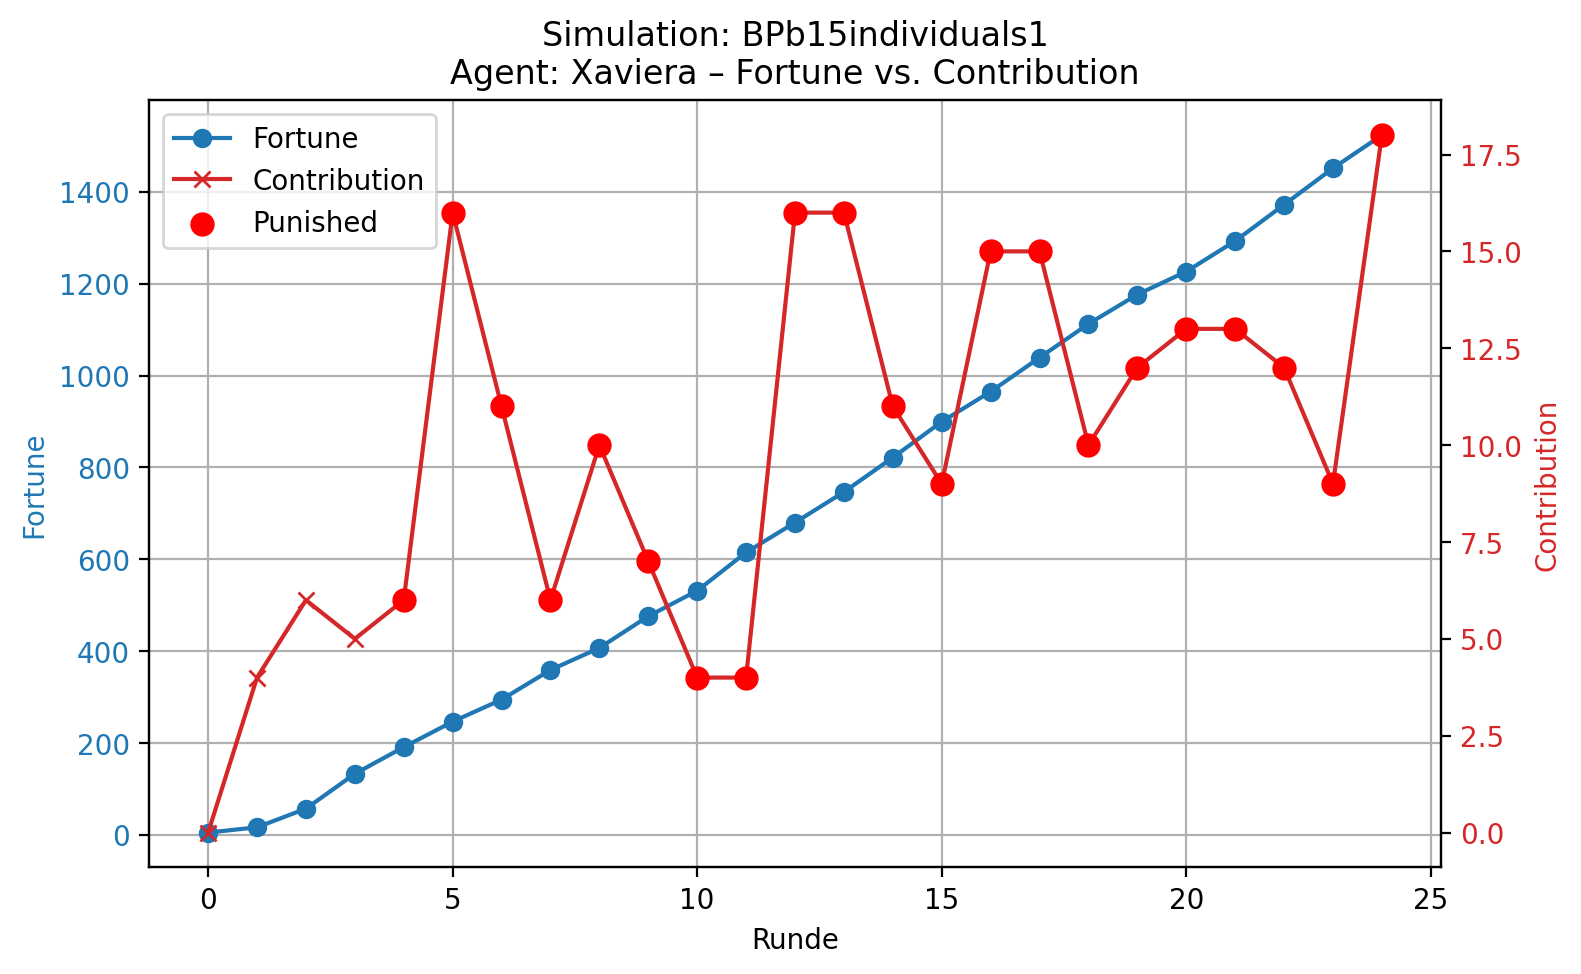 Simulation: BPb15individuals1
Agent: Xaviera – Fortune vs. Contribution
Fortune
Contribution
Punished
1400
1200
1000
800
600
400
200
0
Fortune
17.5
15.0
12.5
10.0
7.5
5.0
2.5
0.0
Contribution
0
5
10
15
20
25
Runde